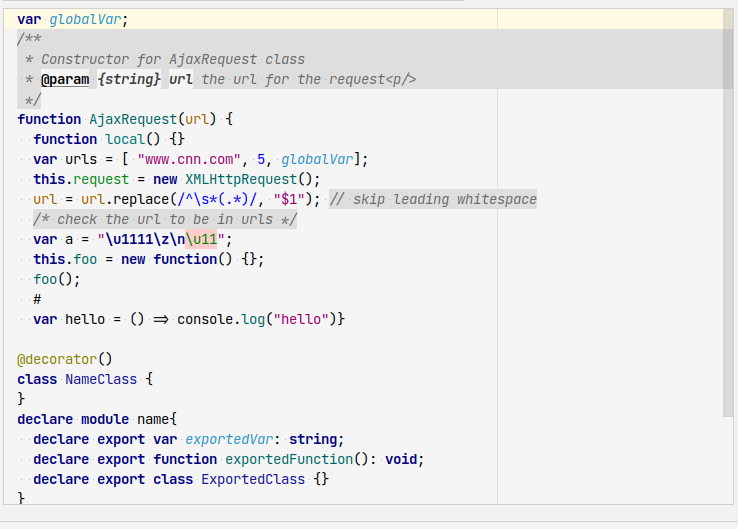 var globalVar;
/**
 * Constructor for AjaxRequest class
 * @param {string} url the url for the request<p/>
 */
function AjaxRequest(url) {
  function local() {}
  var urls = [ "www.cnn.com", 5, globalVar];
  this.request = new XMLHttpRequest();
  url = url.replace(/^\s*(.*)/, "$1"); // skip leading whitespace
  /* check the url to be in urls */
  var a = "\u1111\z\n\u11";
  this.foo = new function() {};
  foo();
  #
  var hello = () => console.log("hello")}

@decorator()
class NameClass {
}
declare module name{
  declare export var exportedVar: string;
  declare export function exportedFunction(): void;
  declare export class ExportedClass {}
}